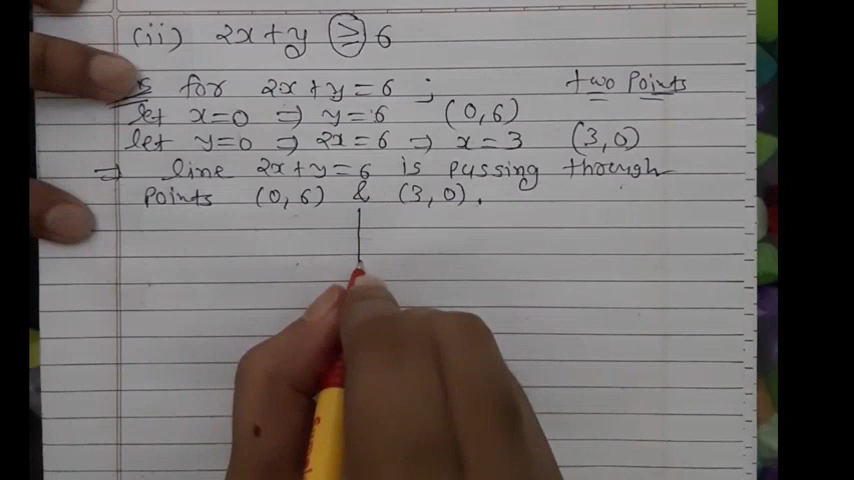 (ii) 2x+y ≥ 6
for 2x+y=6 ; two points
let x=0 ⇒ y=6 (0,6)
let y=0 ⇒ 2x=6 ⇒ x=3 (3,0)
⇒ line 2x+y=6 is passing through
points (0,6) & (3,0).